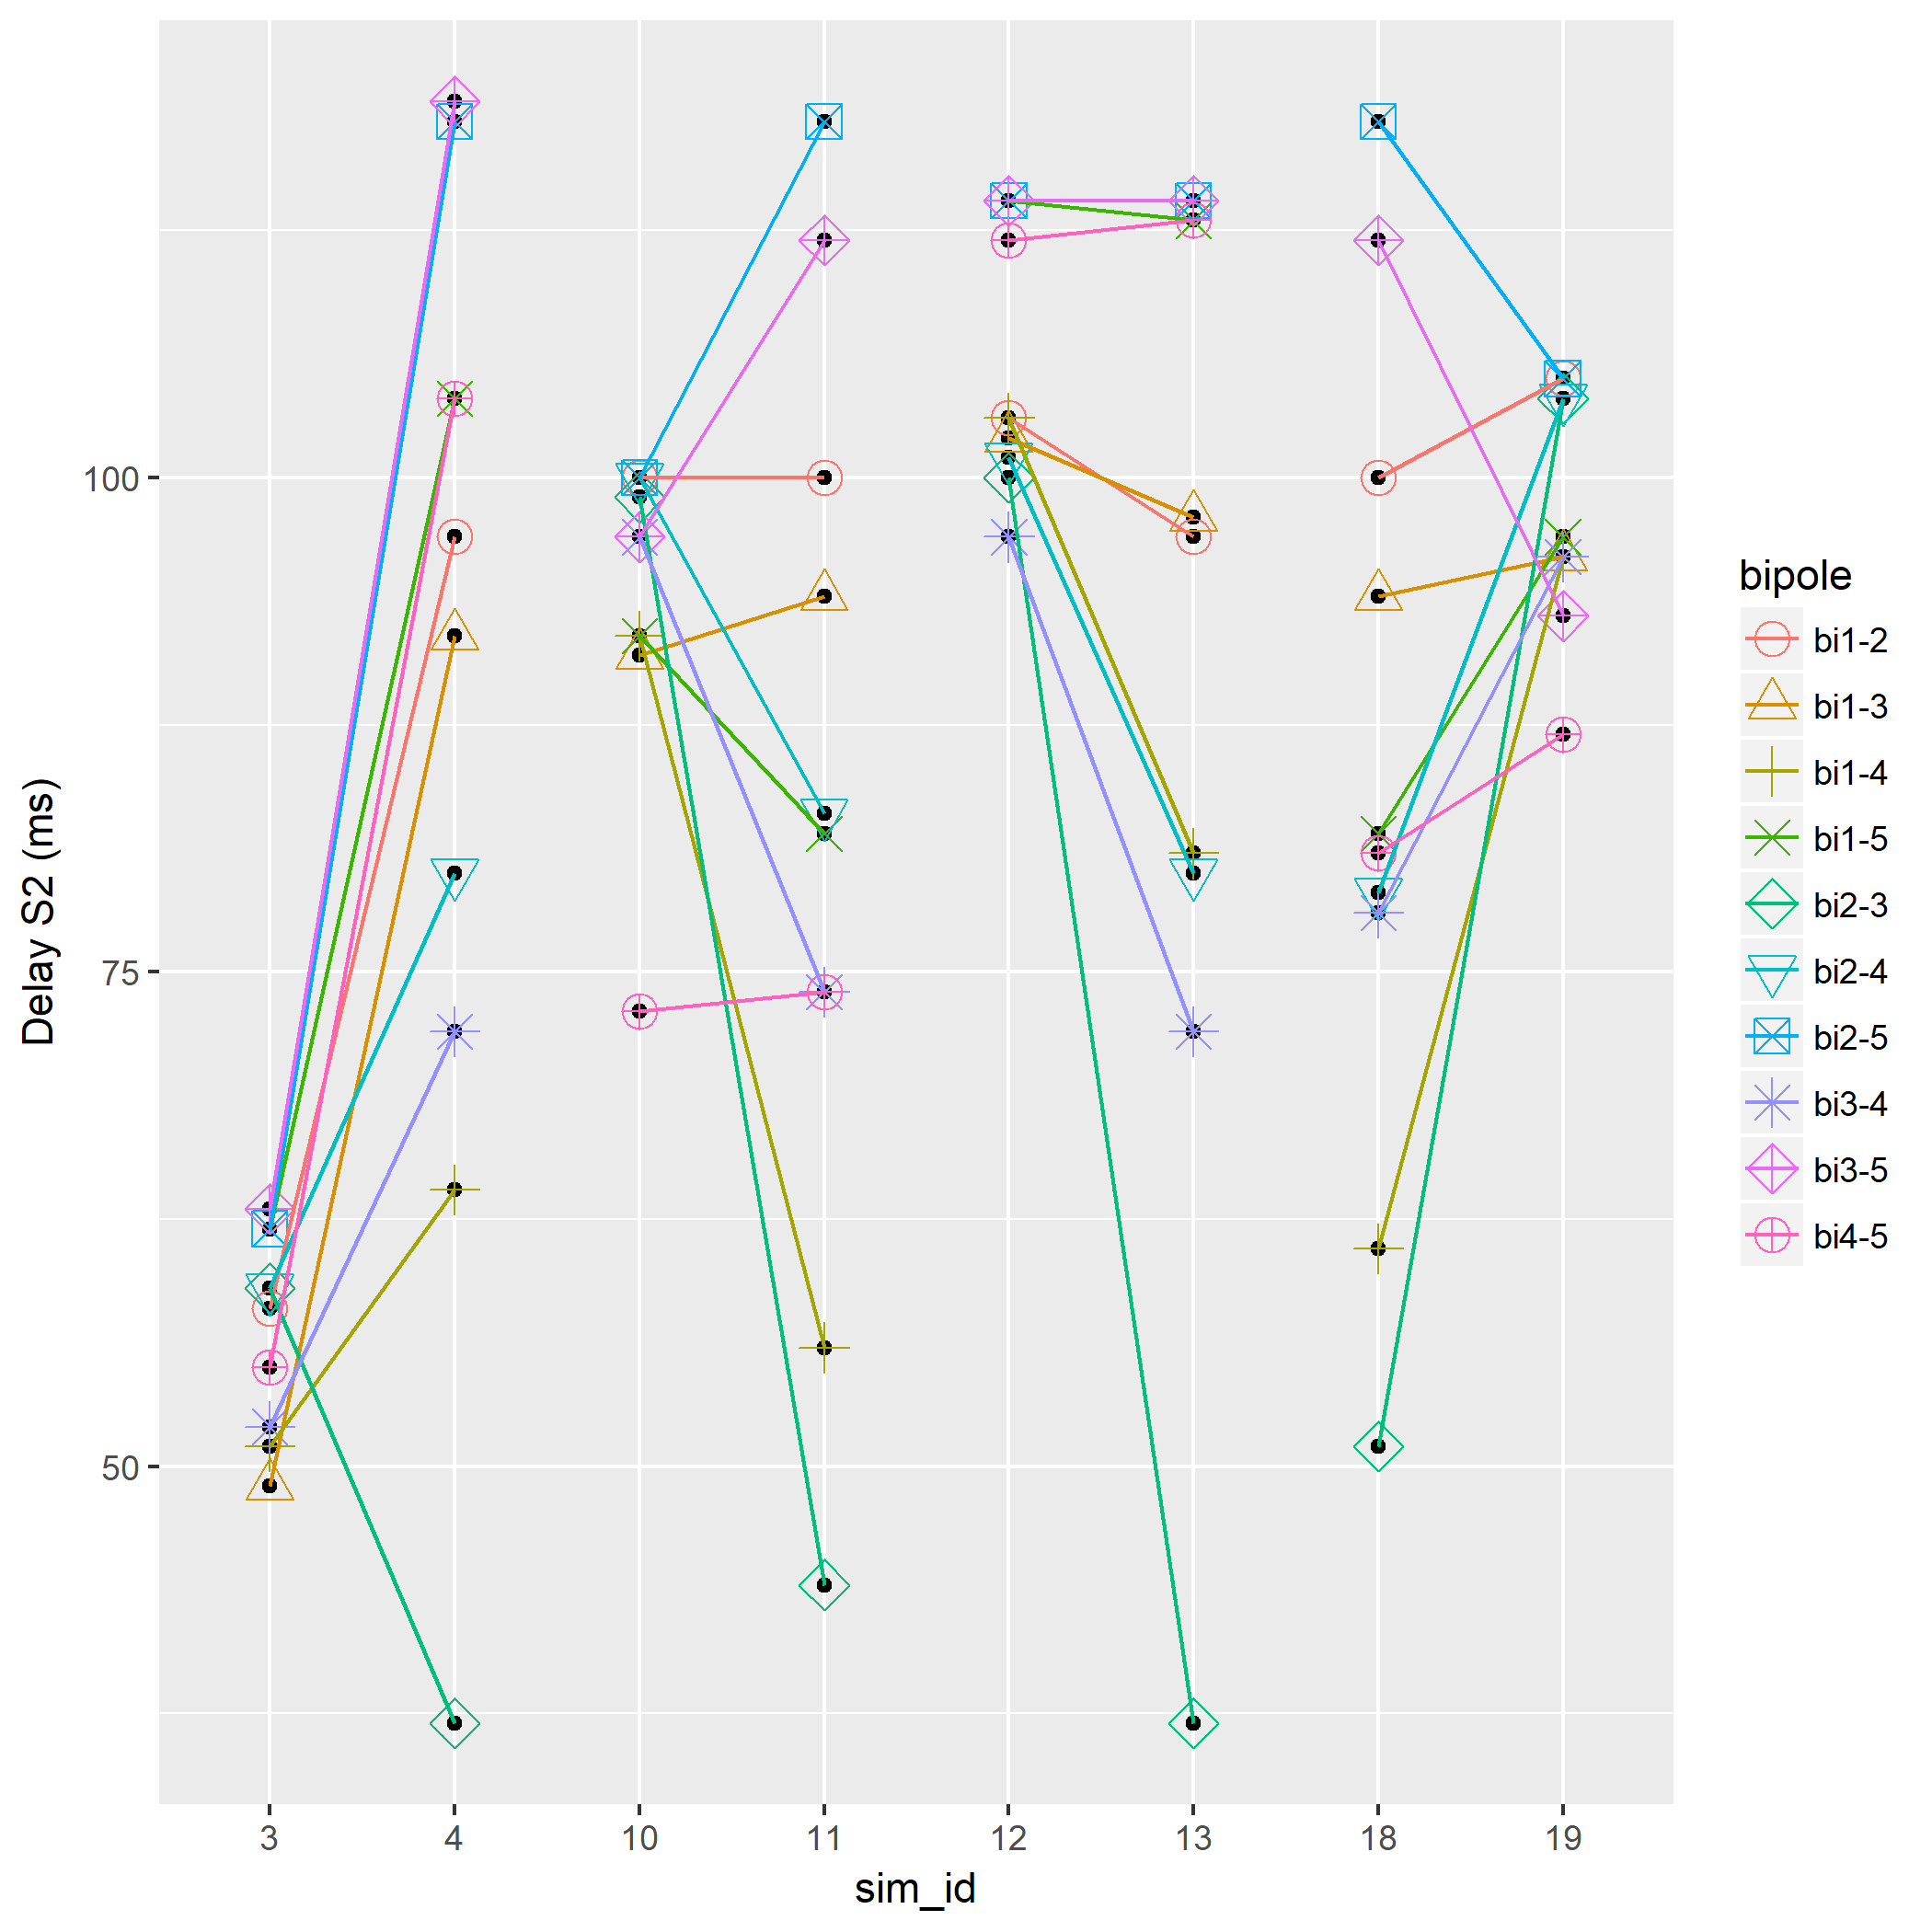 Delay S2 (ms)
100
75
50
3 4 10 11 12 13 18 19
sim_id
bipole
bi1-2
bi1-3
bi1-4
bi1-5
bi2-3
bi2-4
bi2-5
bi3-4
bi3-5
bi4-5